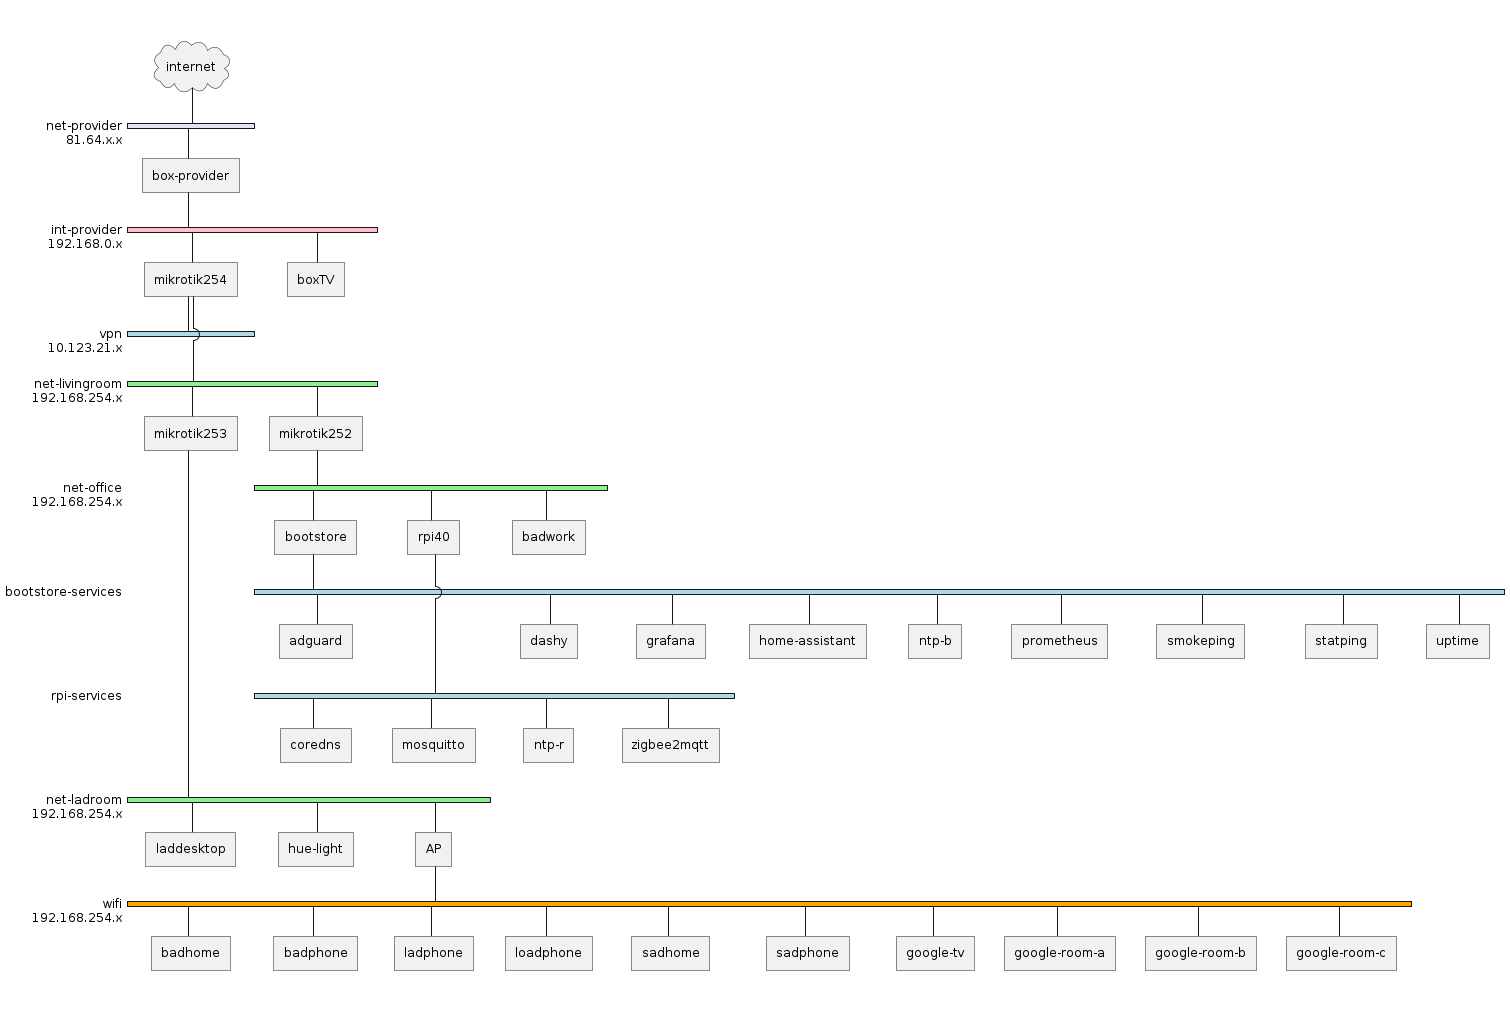 internet
net-provider
81.64.x.x
box-provider
int-provider
192.168.0.x
mikrotik254
boxTV
vpn
10.123.21.x
net-livingroom
192.168.254.x
mikrotik253
mikrotik252
net-office
192.168.254.x
bootstore
rpi40
badwork
bootstore-services
adguard
dashy
grafana
home-assistant
ntp-b
prometheus
smokeping
statping
uptime
rpi-services
coredns
mosquitto
ntp-r
zigbee2mqtt
net-ladroom
192.168.254.x
laddesktop
hue-light
AP
wifi
192.168.254.x
badhome
badphone
ladphone
loadphone
sadhome
sadphone
google-tv
google-room-a
google-room-b
google-room-c